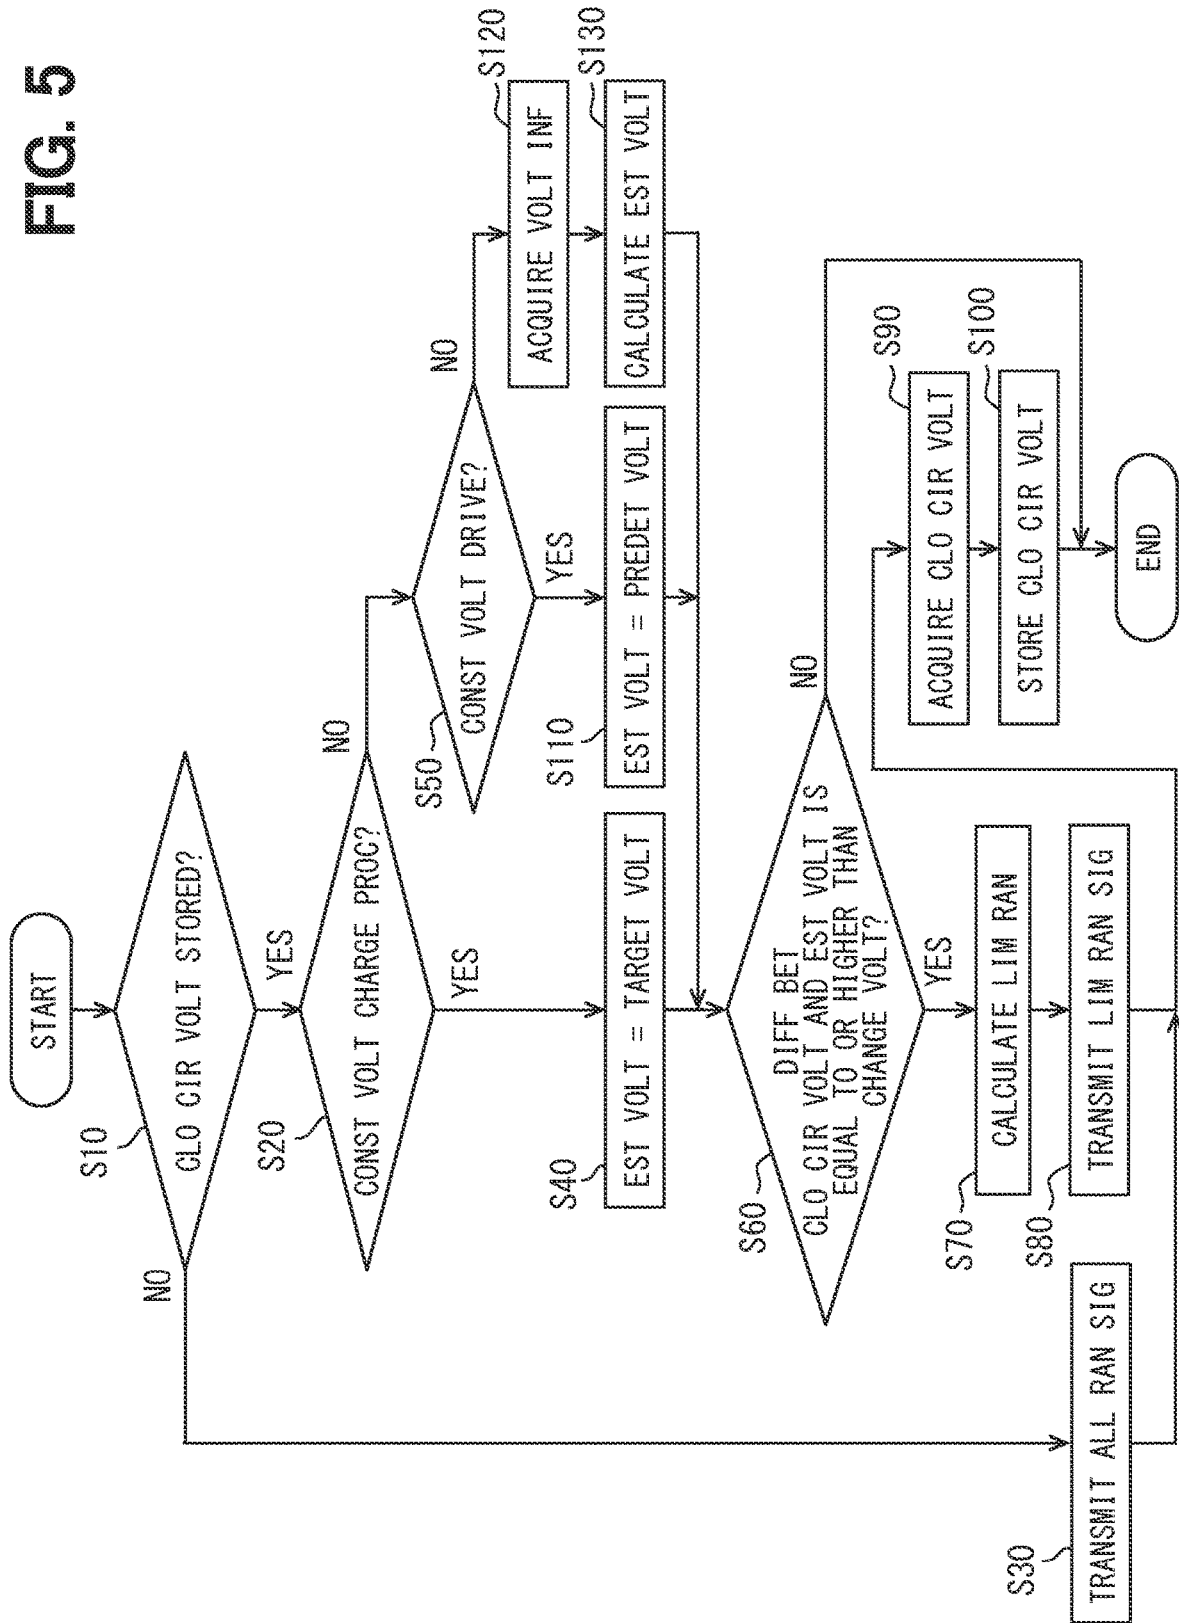 FIG. 5
START
S10
CLO CIR VOLT STORED?
NO
YES
S20
CONST VOLT CHARGE PROC?
NO
YES
S50
CONST VOLT DRIVE?
NO
YES
S120
ACQUIRE VOLT INF
S40
EST VOLT = TARGET VOLT
S110
EST VOLT = PREDET VOLT
S130
CALCULATE EST VOLT
S60
DIFF BET
CLO CIR VOLT AND EST VOLT IS
EQUAL TO OR HIGHER THAN
CHANGE VOLT?
NO
YES
S70
CALCULATE LIM RAN
S80
TRANSMIT LIM RAN SIG
S30
TRANSMIT ALL RAN SIG
S90
ACQUIRE CLO CIR VOLT
S100
STORE CLO CIR VOLT
END